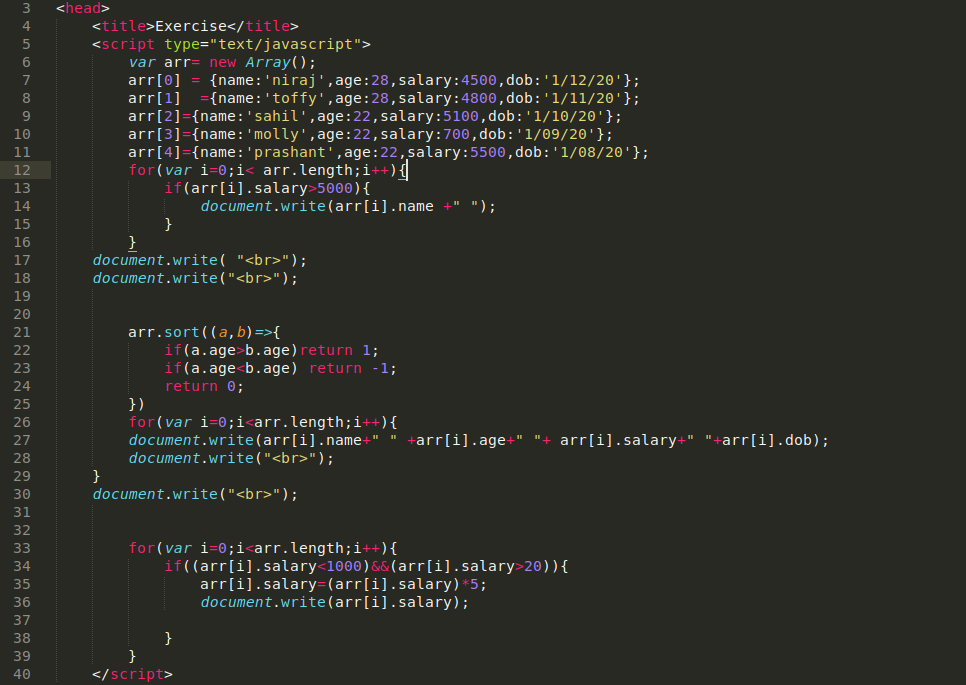 3 <head>
4 <title>Exercise</title>
5 <script type="text/javascript">
6 var arr= new Array();
7 arr[0] = {name:'niraj',age:28,salary:4500,dob:'1/12/20'};
8 arr[1]  ={name:'toffy',age:28,salary:4800,dob:'1/11/20'};
9 arr[2]={name:'sahil',age:22,salary:5100,dob:'1/10/20'};
10 arr[3]={name:'molly',age:22,salary:700,dob:'1/09/20'};
11 arr[4]={name:'prashant',age:22,salary:5500,dob:'1/08/20'};
12 for(var i=0;i< arr.length;i++){
13 if(arr[i].salary>5000){
14 document.write(arr[i].name +" ");
15 }
16 }
17 document.write( "<br>");
18 document.write("<br>");
19
20
21 arr.sort((a,b)=>{
22 if(a.age>b.age)return 1;
23 if(a.age<b.age) return -1;
24 return 0;
25 })
26 for(var i=0;i<arr.length;i++){
27 document.write(arr[i].name+" " +arr[i].age+" "+ arr[i].salary+" "+arr[i].dob);
28 document.write("<br>");
29 }
30 document.write("<br>");
31
32
33 for(var i=0;i<arr.length;i++){
34 if((arr[i].salary<1000)&&(arr[i].salary>20)){
35 arr[i].salary=(arr[i].salary)*5;
36 document.write(arr[i].salary);
37
38 }
39 }
40 </script>